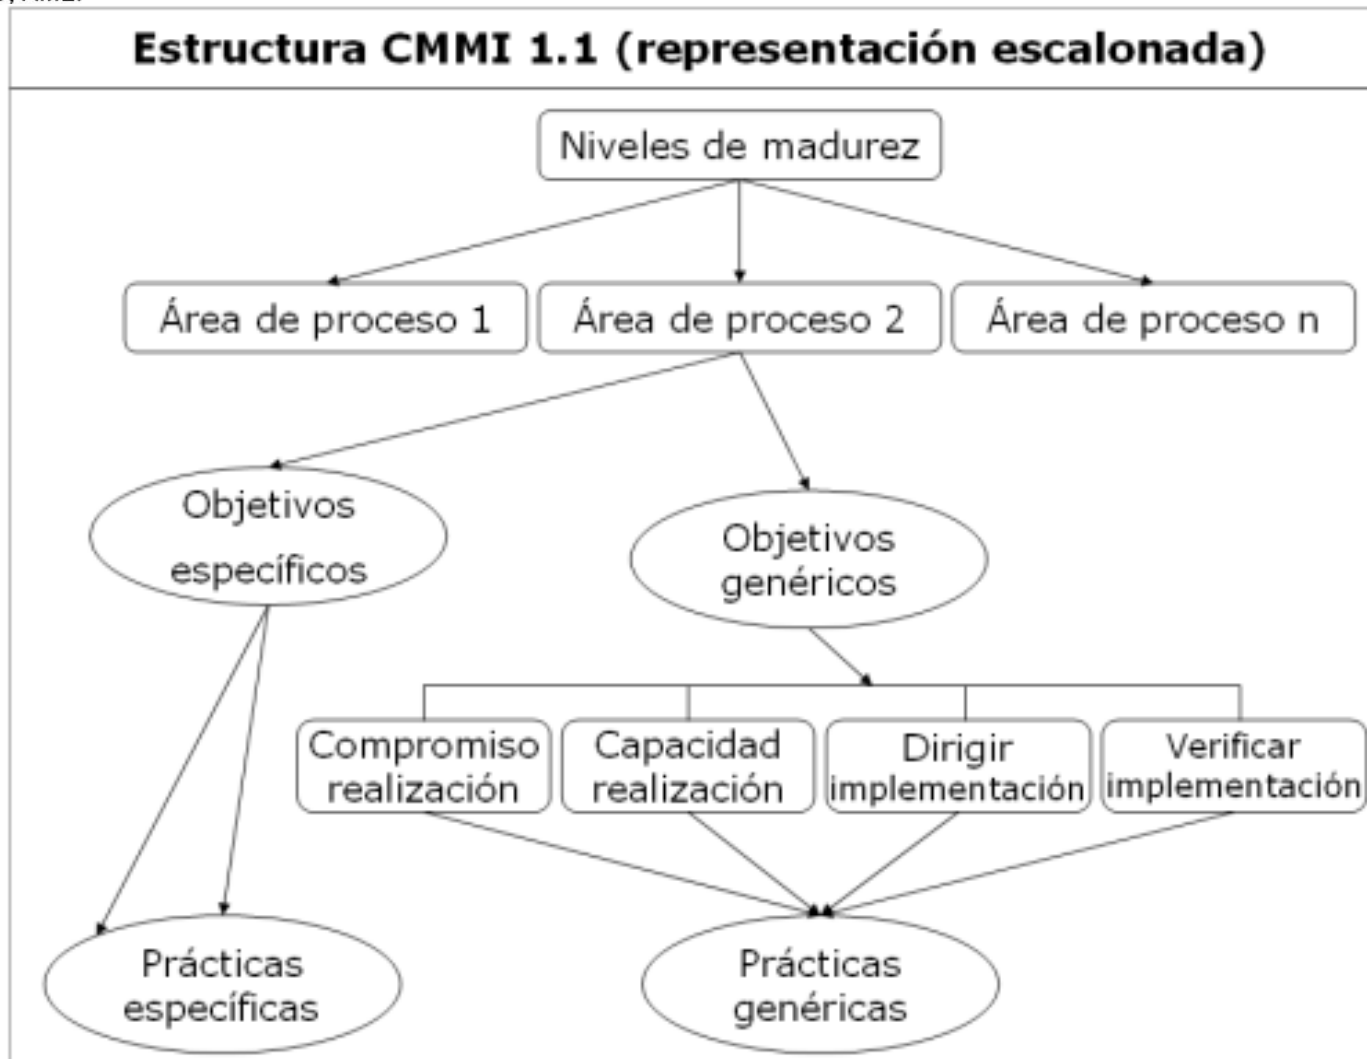 Estructura CMMI 1.1 (representación escalonada)
Niveles de madurez
Área de proceso 1
Área de proceso 2
Área de proceso n
Objetivos
específicos
Objetivos
genéricos
Compromiso
realización
Capacidad
realización
Dirigir
implementación
Verificar
implementación
Prácticas
específicas
Prácticas
genéricas